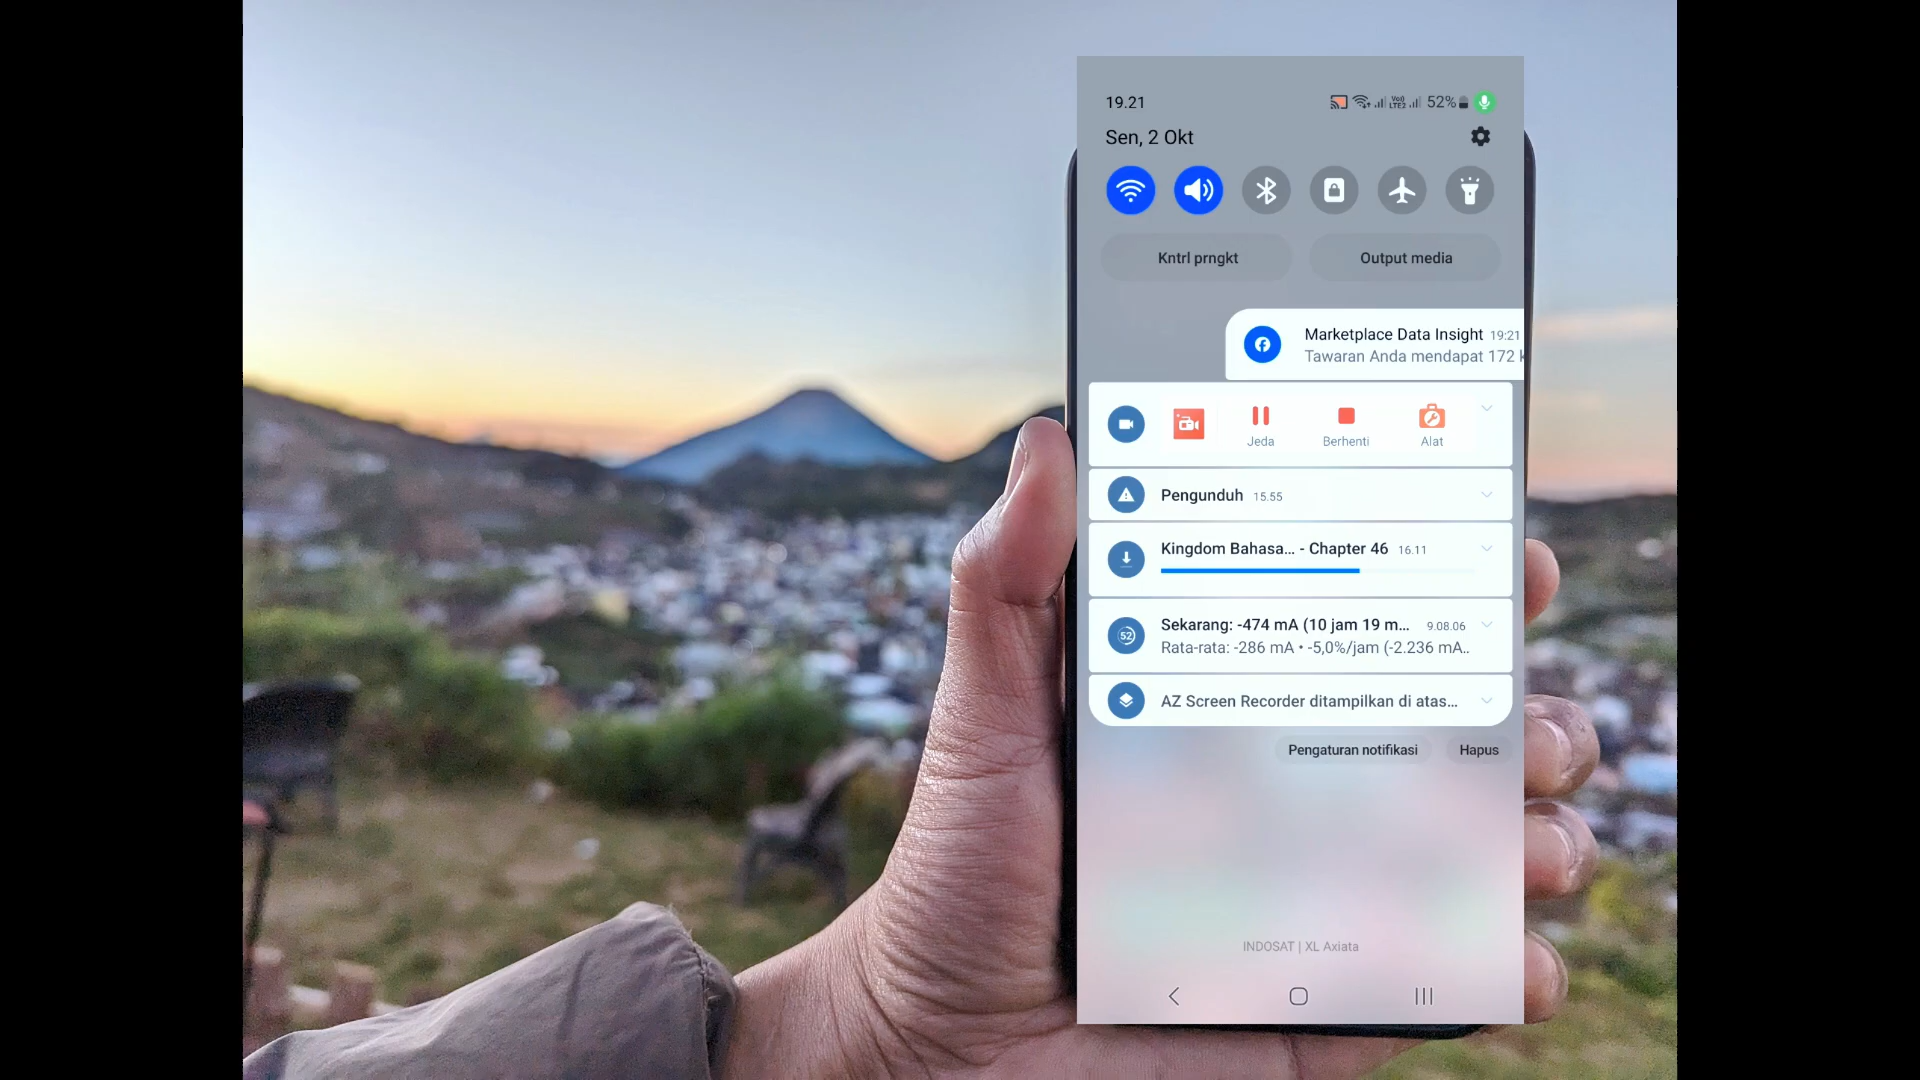 19.21
Vo)) LTE2 52%
Sen, 2 Okt
Kntrl prngkt
Output media
Marketplace Data Insight 19:21
Tawaran Anda mendapat 172
Jeda
Berhenti
Alat
Pengunduh 15.55
Kingdom Bahasa... - Chapter 46 16.11
52
Sekarang: -474 mA (10 jam 19 m... 9.08.06
Rata-rata: -286 mA • -5,0%/jam (-2.236 mA..
AZ Screen Recorder ditampilkan di atas...
Pengaturan notifikasi
Hapus
INDOSAT | XL Axiata